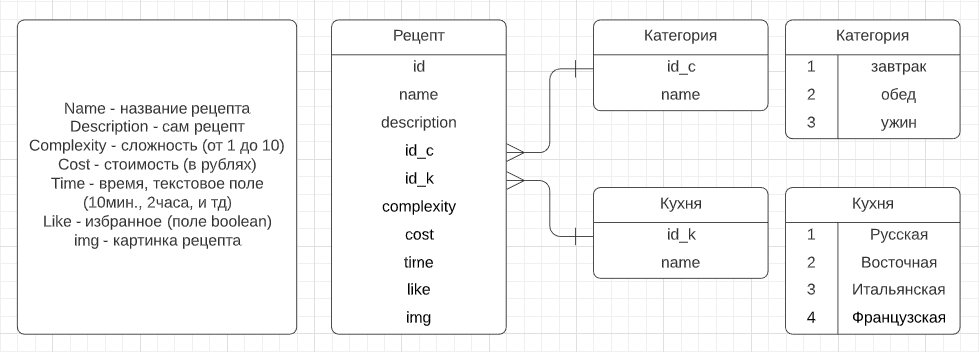 Name - название рецепта
Description - сам рецепт
Complexity - сложность (от 1 до 10)
Cost - стоимость (в рублях)
Time - время, текстовое поле
(10мин., 2часа, и тд)
Like - избранное (поле boolean)
img - картинка рецепта
Рецепт
id
name
description
id_c
id_k
complexity
cost
time
like
img
Категория
id_c
name
Кухня
id_k
name
Категория
1 завтрак
2 обед
3 ужин
Кухня
1 Русская
2 Восточная
3 Итальянская
4 Французская